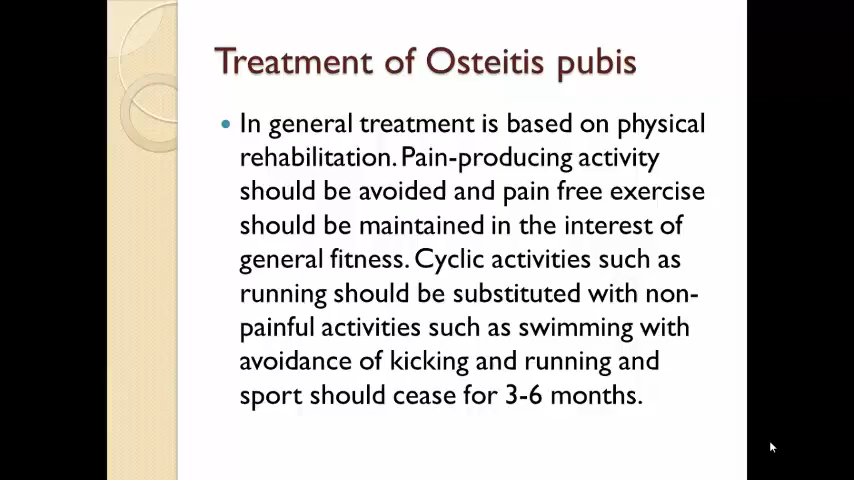 Treatment of Osteitis pubis
• In general treatment is based on physical
rehabilitation. Pain-producing activity
should be avoided and pain free exercise
should be maintained in the interest of
general fitness. Cyclic activities such as
running should be substituted with non-
painful activities such as swimming with
avoidance of kicking and running and
sport should cease for 3-6 months.